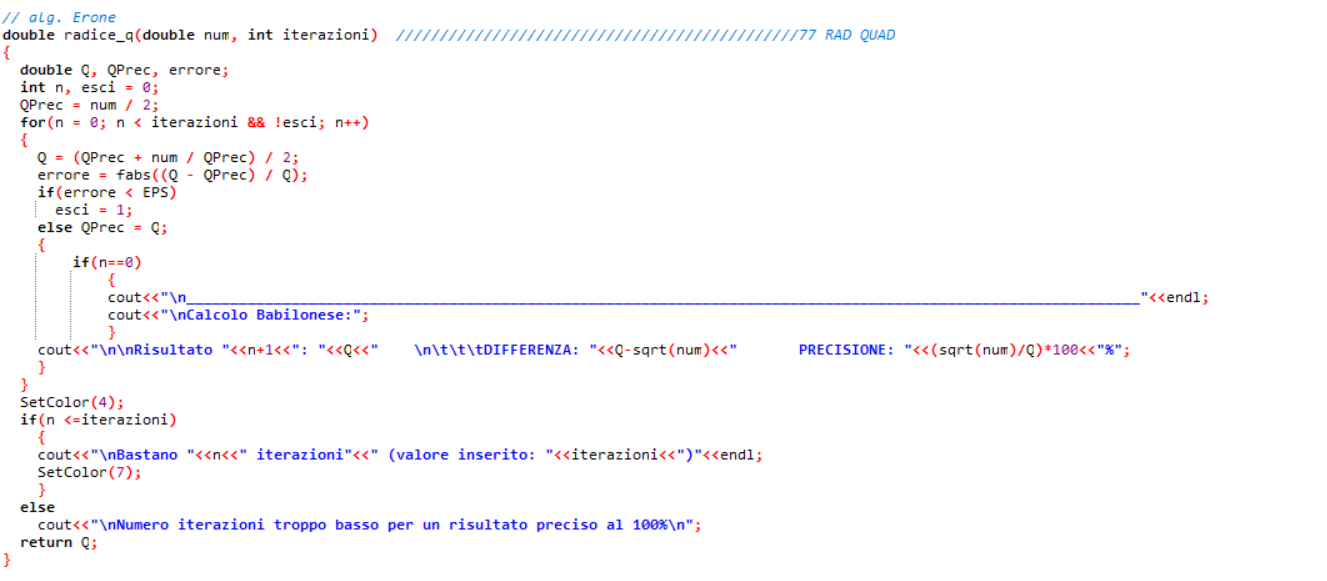 // alg. Erone
double radice_q(double num, int iterazioni)  //////////////////////////////////////////////77 RAD QUAD
{
  double Q, QPrec, errore;
  int n, esci = 0;
  QPrec = num / 2;
  for(n = 0; n < iterazioni && !esci; n++)
  {
    Q = (QPrec + num / QPrec) / 2;
    errore = fabs((Q - QPrec) / Q);
    if(errore < EPS)
      esci = 1;
    else QPrec = Q;
    {
        if(n==0)
            {
            cout<<"\n____________________________________________________________________________________________________________"<<endl;
            cout<<"\nCalcolo Babilonese:";
            }
    cout<<"\n\nRisultato "<<n+1<<": "<<Q<<"    \n\t\t\tDIFFERENZA: "<<Q-sqrt(num)<<"       PRECISIONE: "<<(sqrt(num)/Q)*100<<"%";
    }
  }
  SetColor(4);
  if(n <=iterazioni)
    {
    cout<<"\nBastano "<<n<<" iterazioni"<<" (valore inserito: "<<iterazioni<<")"<<endl;
    SetColor(7);
    }
  else
    cout<<"\nNumero iterazioni troppo basso per un risultato preciso al 100%\n";
  return Q;
}